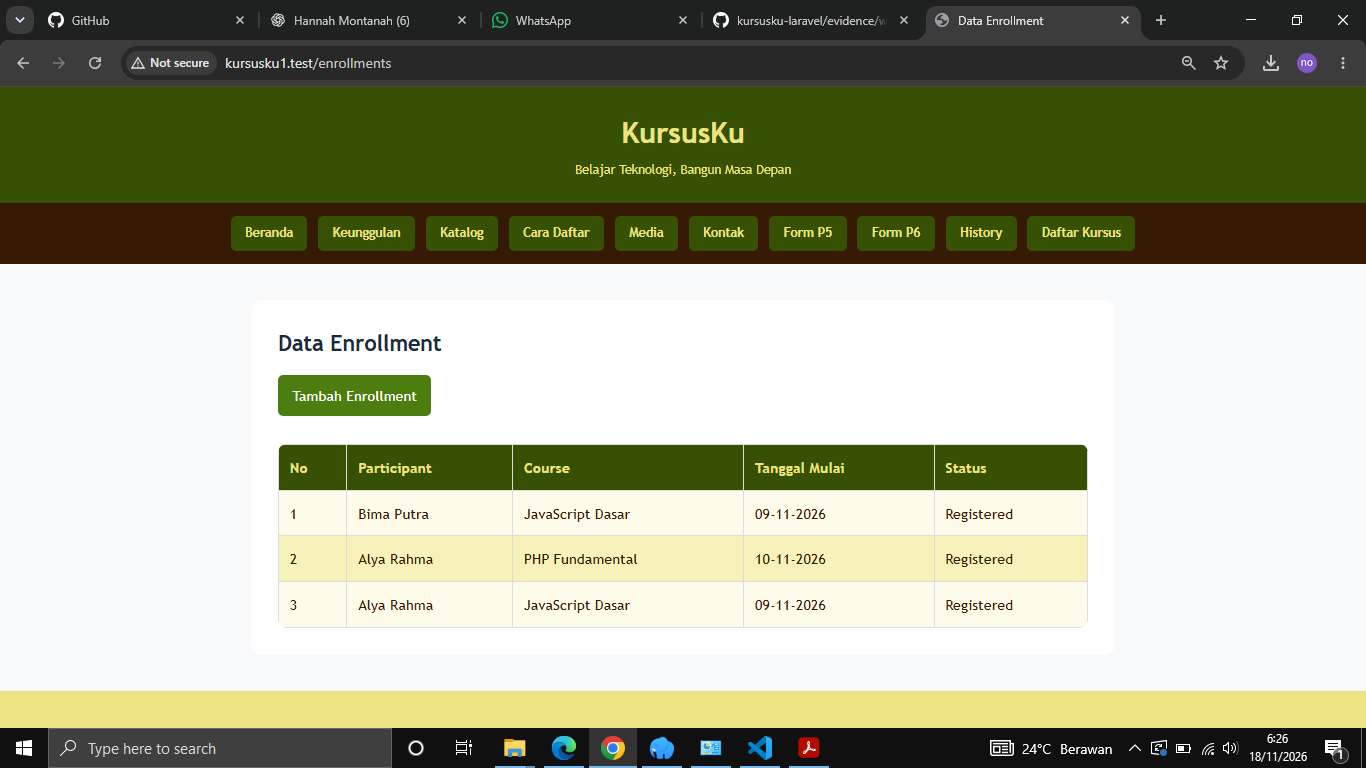 GitHub
Hannah Montanah (6)
WhatsApp
kursusku-laravel/evidence/w
Data Enrollment
Not secure
kursusku1.test/enrollments
no
KursusKu
Belajar Teknologi, Bangun Masa Depan
Beranda Keunggulan Katalog Cara Daftar Media Kontak Form P5 Form P6 History Daftar Kursus
Data Enrollment
Tambah Enrollment
No Participant Course Tanggal Mulai Status
1 Bima Putra JavaScript Dasar 09-11-2026 Registered
2 Alya Rahma PHP Fundamental 10-11-2026 Registered
3 Alya Rahma JavaScript Dasar 09-11-2026 Registered
Type here to search
24°C Berawan
6:26
18/11/2026
1